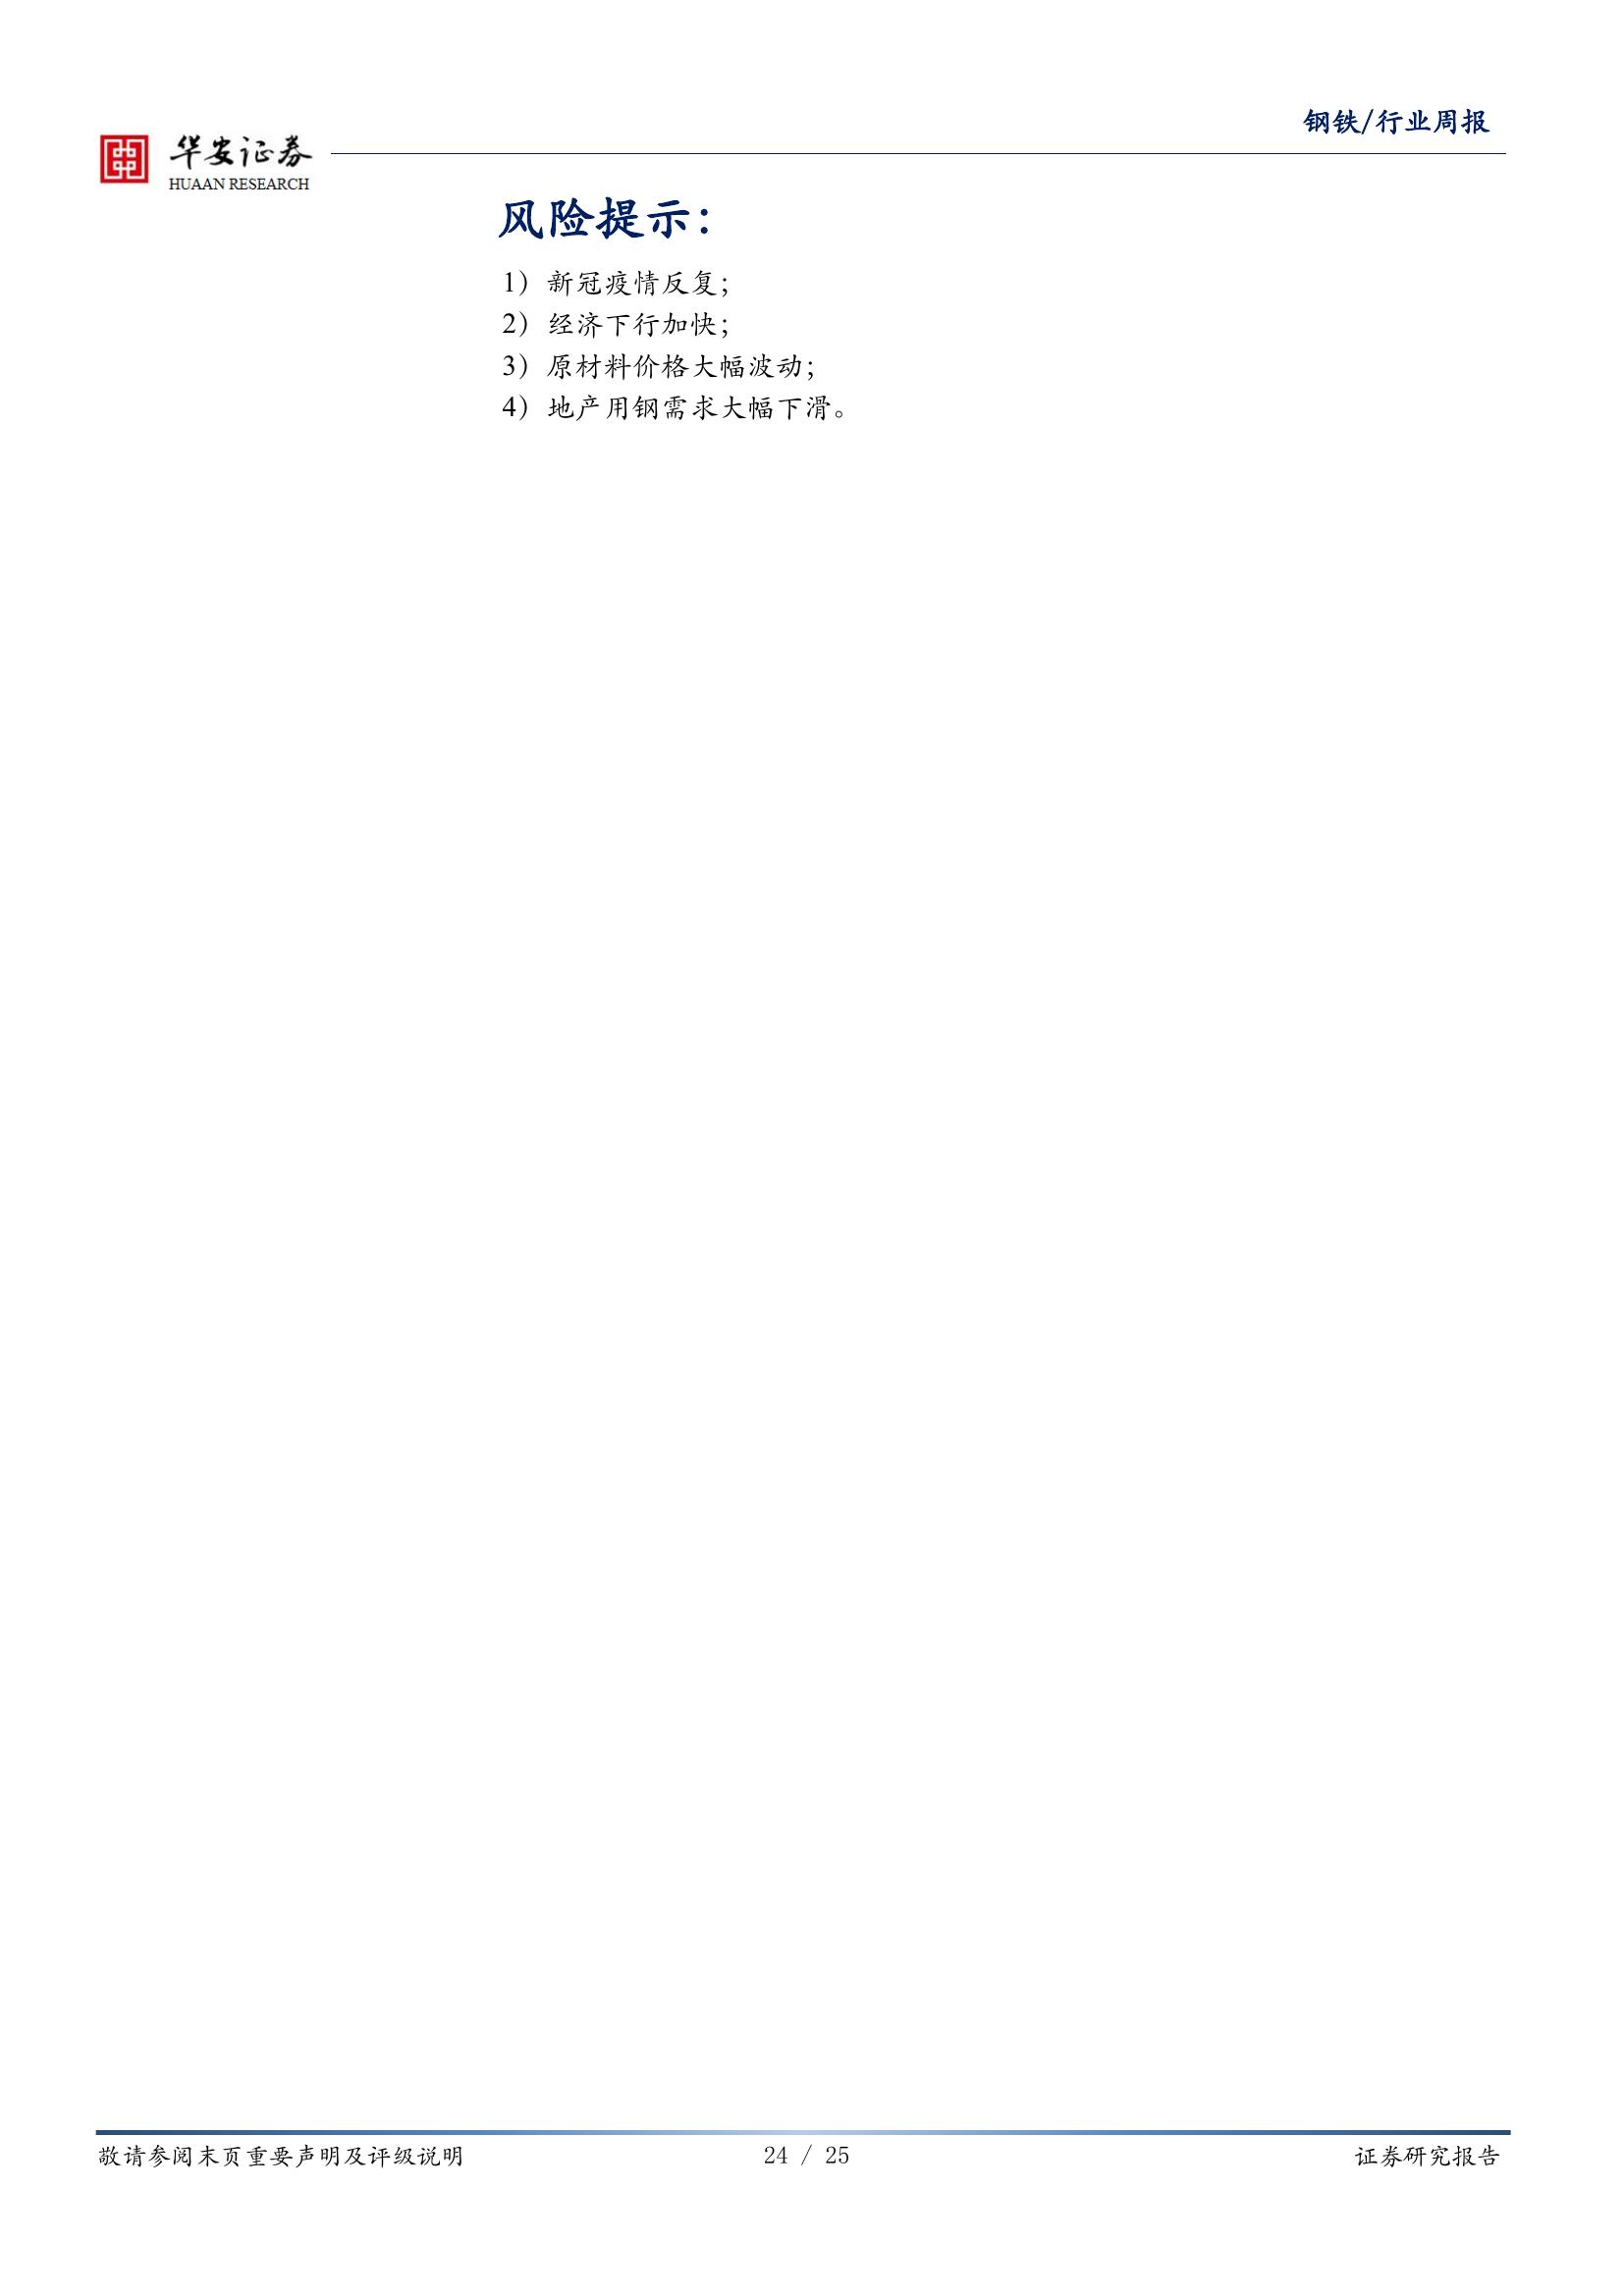 钢铁/行业周报
华安证券
HUAAN RESEARCH
风险提示：
1）新冠疫情反复；
2）经济下行加快；
3）原材料价格大幅波动；
4）地产用钢需求大幅下滑。
敬请参阅末页重要声明及评级说明
24 / 25
证券研究报告